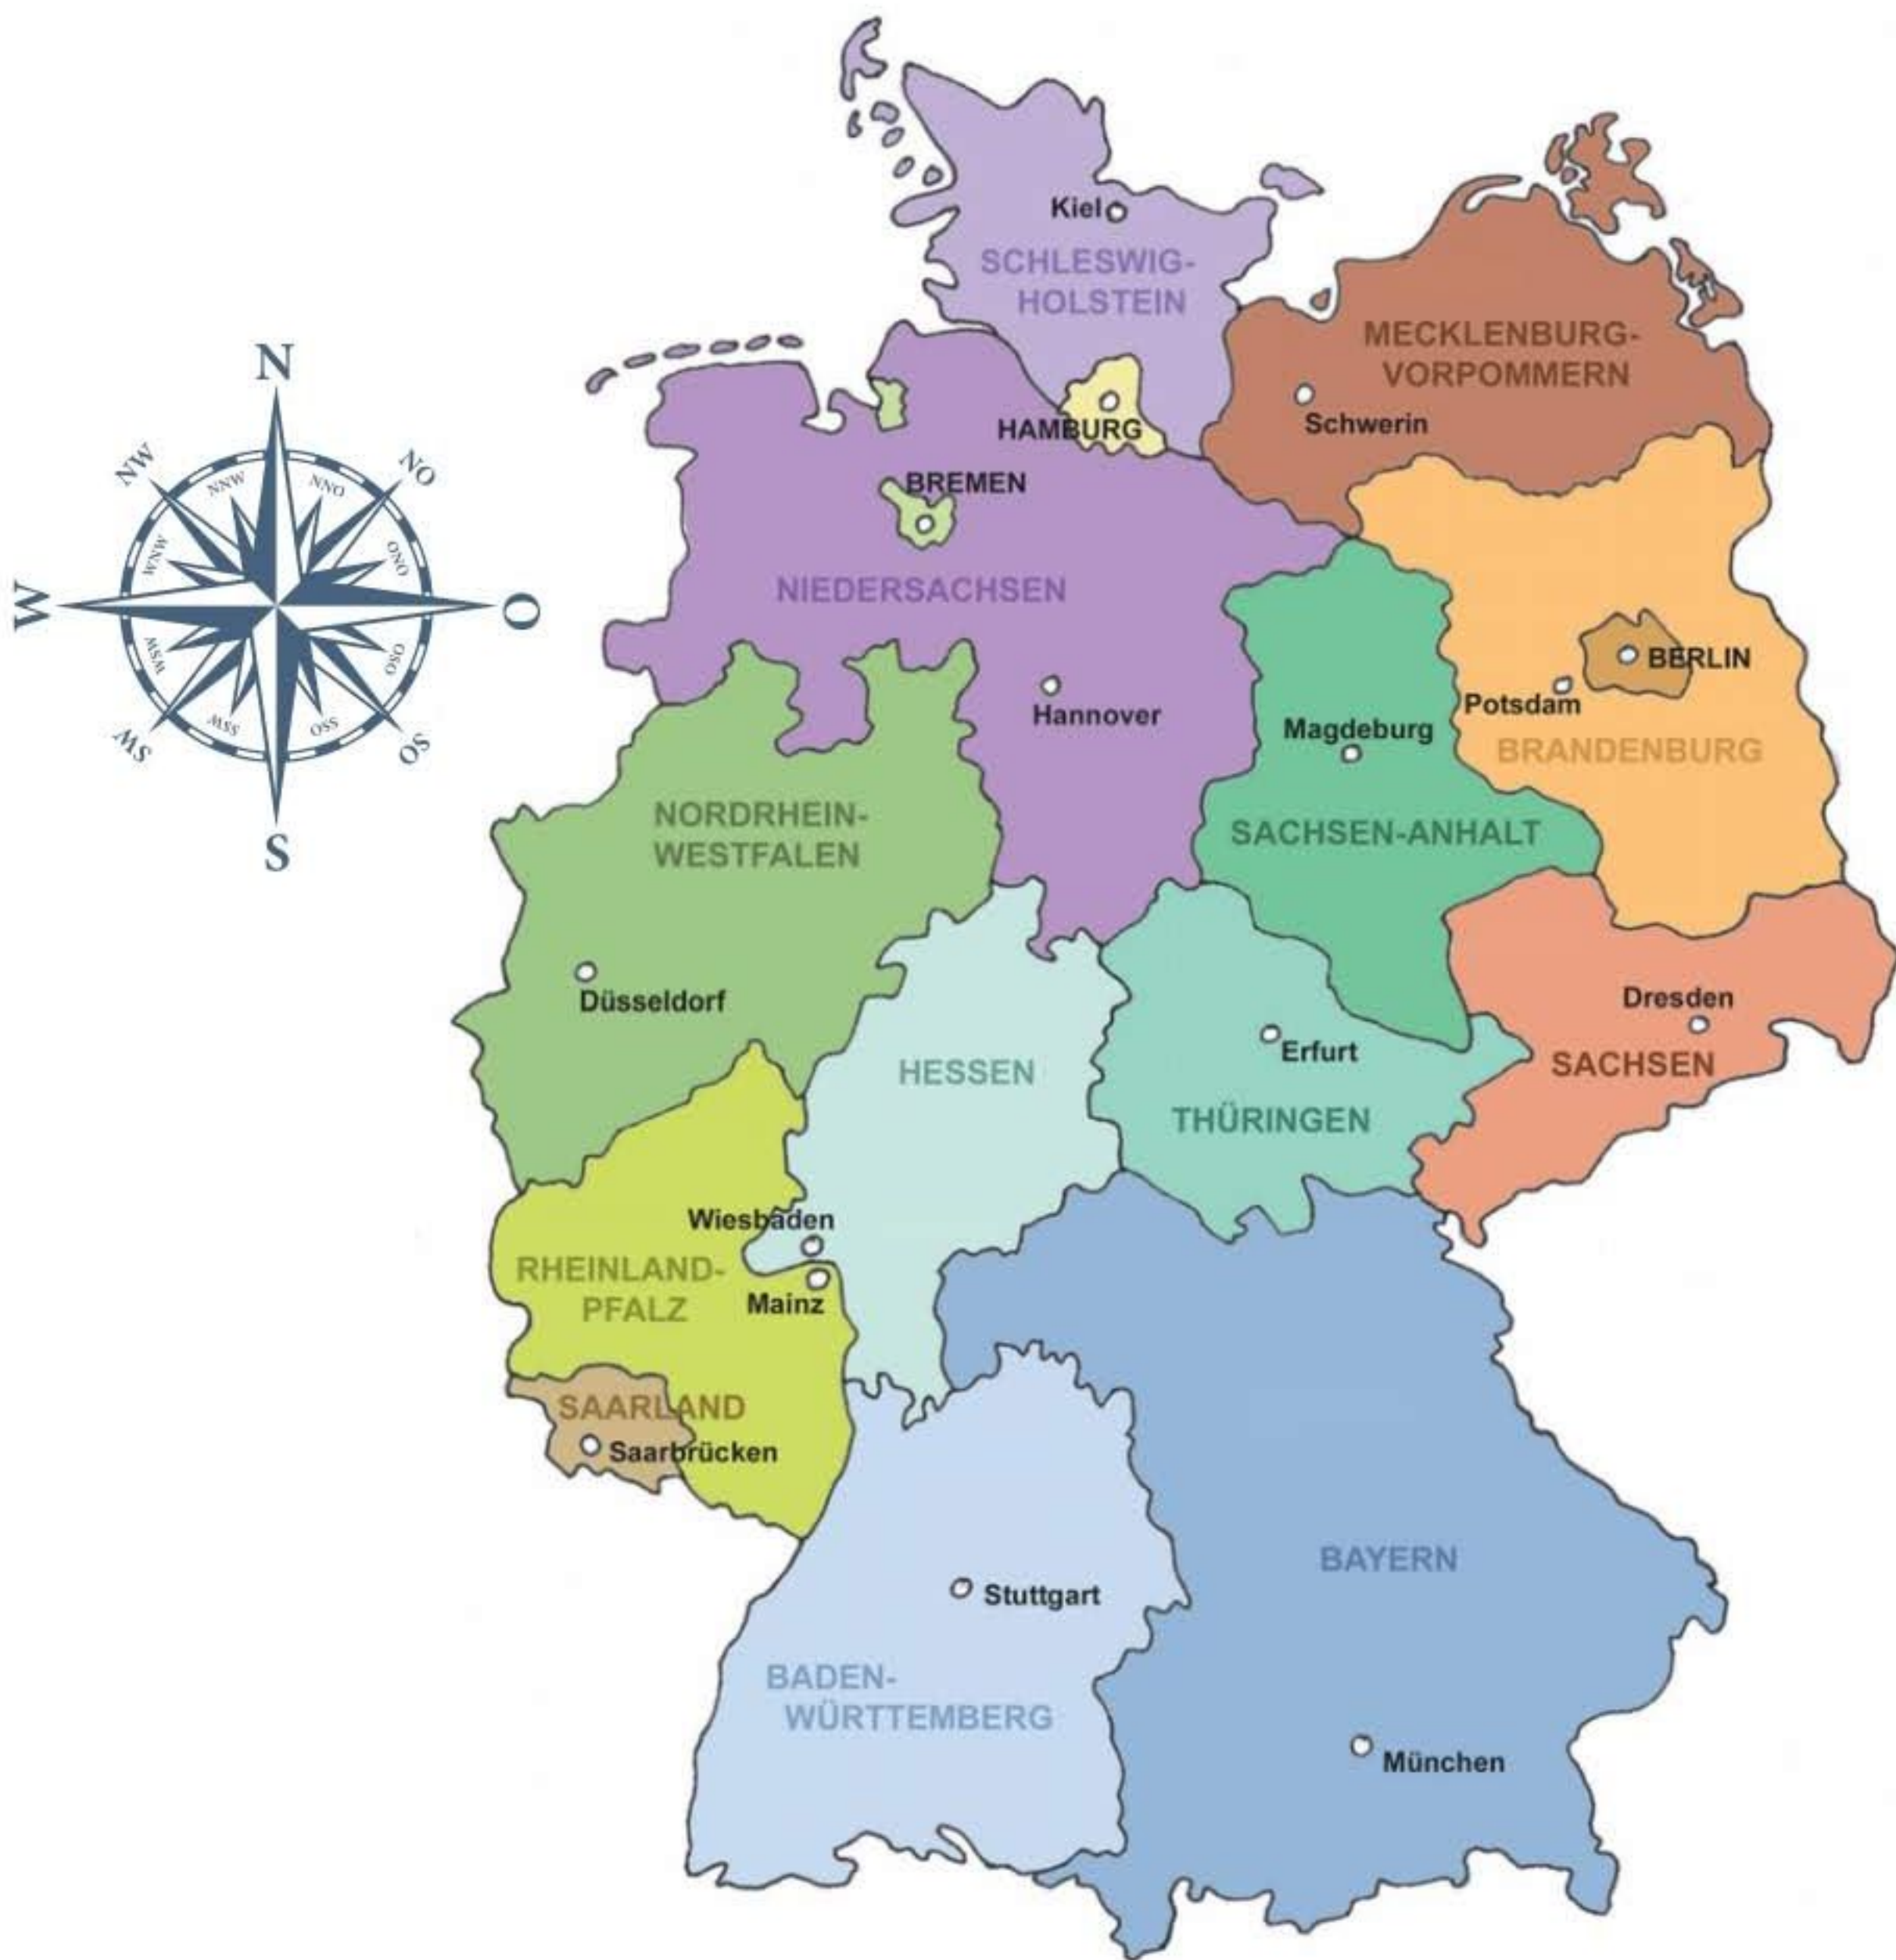 Kiel
SCHLESWIG-
HOLSTEIN
MECKLENBURG-
VORPOMMERN
Schwerin
HAMBURG
BREMEN
NIEDERSACHSEN
Hannover
BERLIN
Potsdam
BRANDENBURG
Magdeburg
SACHSEN-ANHALT
NORDRHEIN-
WESTFALEN
Düsseldorf
HESSEN
Erfurt
THÜRINGEN
Dresden
SACHSEN
Wiesbaden
Mainz
RHEINLAND-
PFALZ
SAARLAND
Saarbrücken
BAYERN
Stuttgart
BADEN-
WÜRTTEMBERG
München
N
NNO
NO
ONO
O
OSO
SO
OSS
S
SSW
SW
WSW
W
WNW
NW
NNW